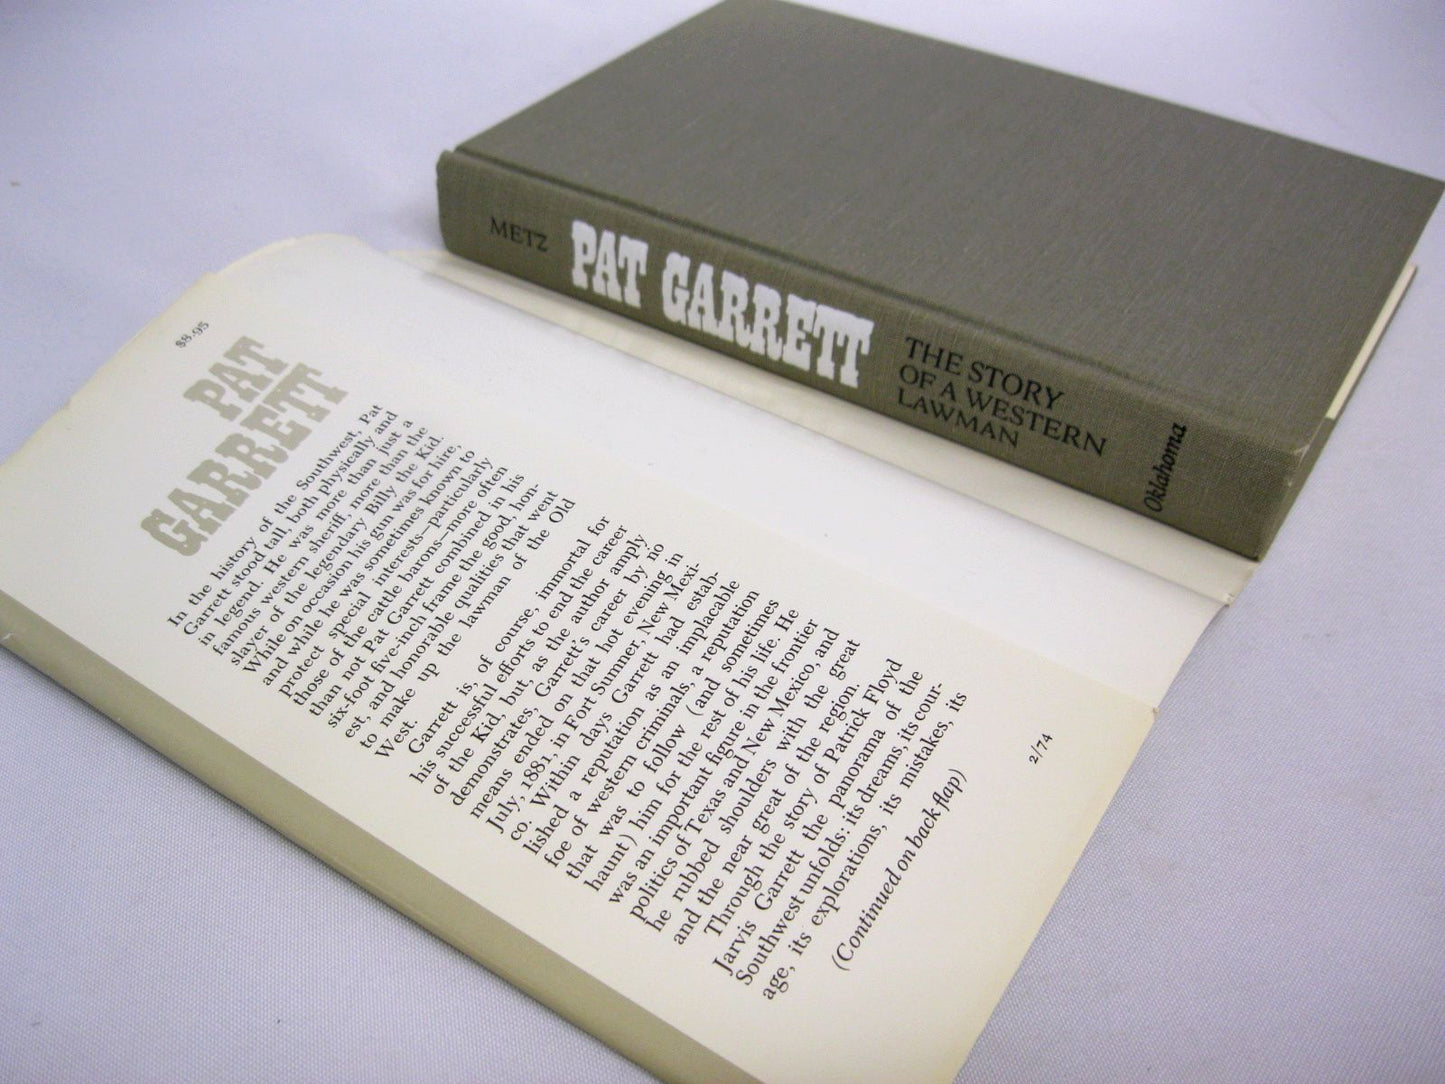 METZ
PAT GARRETT
THE STORY
OF A WESTERN
LAWMAN
Oklahoma
$8.95
PAT
GARRETT
In the history of the Southwest, Pat
Garrett stood tall, both physically and
in legend. He was more than just a
famous western sheriff, more than the
slayer of the legendary Billy the Kid.
While on occasion his gun was for hire,
and while he was sometimes known to
protect special interests—particularly
those of the cattle barons—more often
than not Pat Garrett combined in his
six-foot five-inch frame the good, hon-
est, and honorable qualities that went
to make up the lawman of the Old
West.
Garrett is, of course, immortal for
his successful efforts to end the career
of the Kid, but, as the author amply
demonstrates, Garrett's career by no
means ended on that hot evening in
July, 1881, in Fort Sumner, New Mexi-
co. Within days Garrett had estab-
lished a reputation as an implacable
foe of western criminals, a reputation
that was to follow (and sometimes
haunt) him for the rest of his life. He
was an important figure in the frontier
politics of Texas and New Mexico, and
he rubbed shoulders with the great
and the near great of the region.
Through the story of Patrick Floyd
Jarvis Garrett the panorama of the
Southwest unfolds: its dreams, its cour-
age, its explorations, its mistakes, its
(Continued on back flap)
2/74